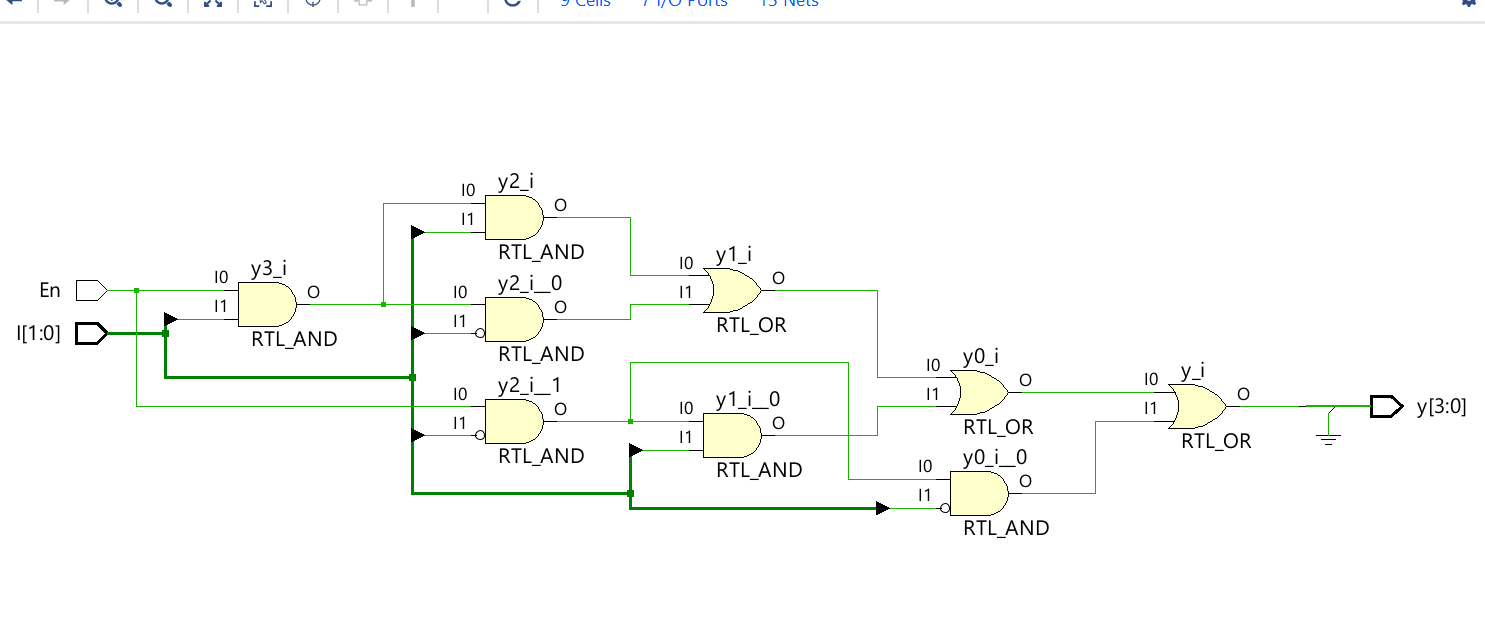 9 Cells 7 I/O Ports 15 Nets
y2_i
I0 O
I1
RTL_AND
y3_i
y1_i
En
I0 O
I1
RTL_AND
I[1:0]
y2_i__0
I0 O
I1
RTL_AND
I0 O
I1
RTL_OR
y2_i__1
I0 O
I1
RTL_AND
y1_i__0
I0 O
I1
RTL_AND
y0_i
I0 O
I1
RTL_OR
y_i
I0 O
I1
RTL_OR
y[3:0]
y0_i__0
I0 O
I1
RTL_AND